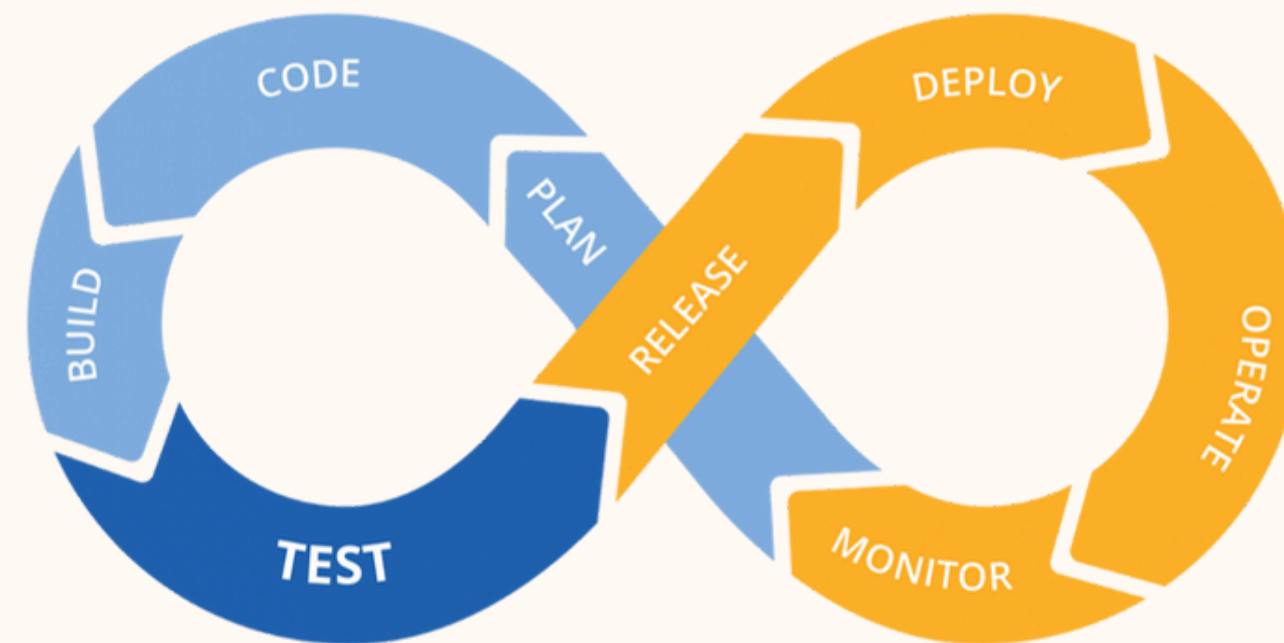 CODE
DEPLOY
PLAN
RELEASE
BUILD
OPERATE
TEST
MONITOR